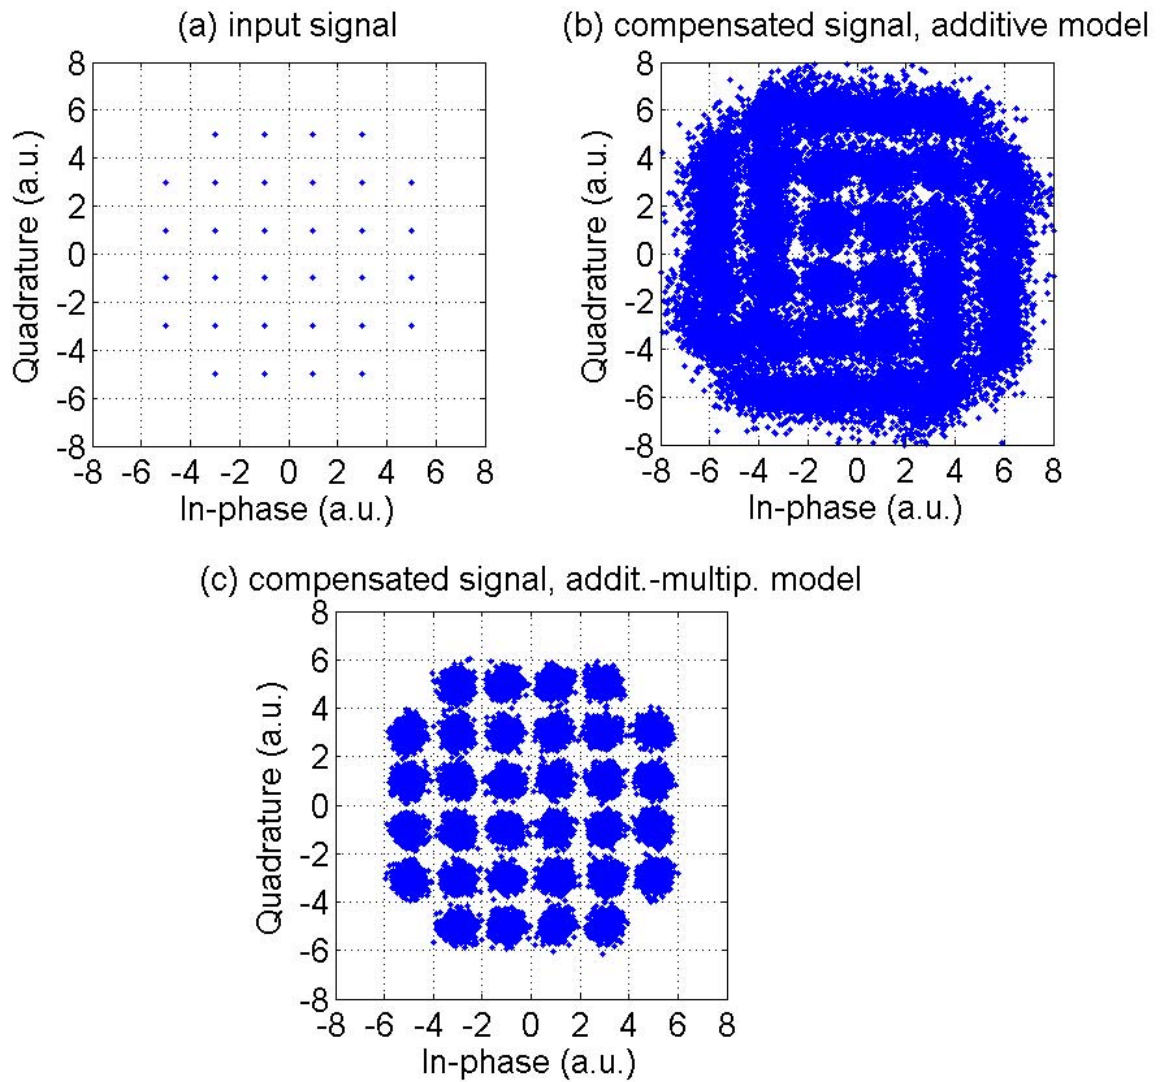 (a) input signal
8
6
4
2
0
-2
-4
-6
-8
Quadrature (a.u.)
-8 -6 -4 -2 0 2 4 6 8
In-phase (a.u.)
(b) compensated signal, additive model
8
6
4
2
0
-2
-4
-6
-8
Quadrature (a.u.)
-8 -6 -4 -2 0 2 4 6 8
In-phase (a.u.)
(c) compensated signal, addit.-multip. model
8
6
4
2
0
-2
-4
-6
-8
Quadrature (a.u.)
-8 -6 -4 -2 0 2 4 6 8
In-phase (a.u.)